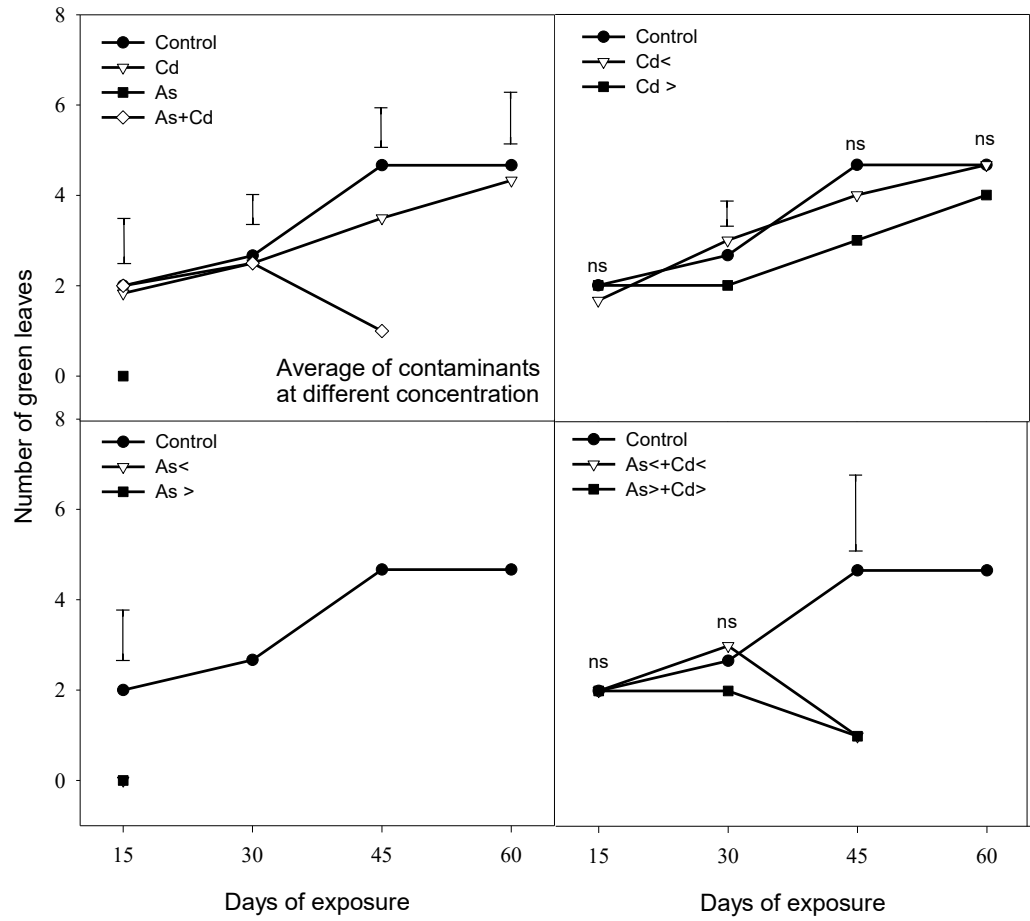 Number of green leaves
8
6
4
2
0
Control
Cd
As
As+Cd
Average of contaminants
at different concentration
Control
Cd<
Cd >
ns
ns
ns
8
6
4
2
0
Control
As<
As >
15
30
45
60
Days of exposure
Control
As<+Cd<
As>+Cd>
ns
ns
15
30
45
60
Days of exposure